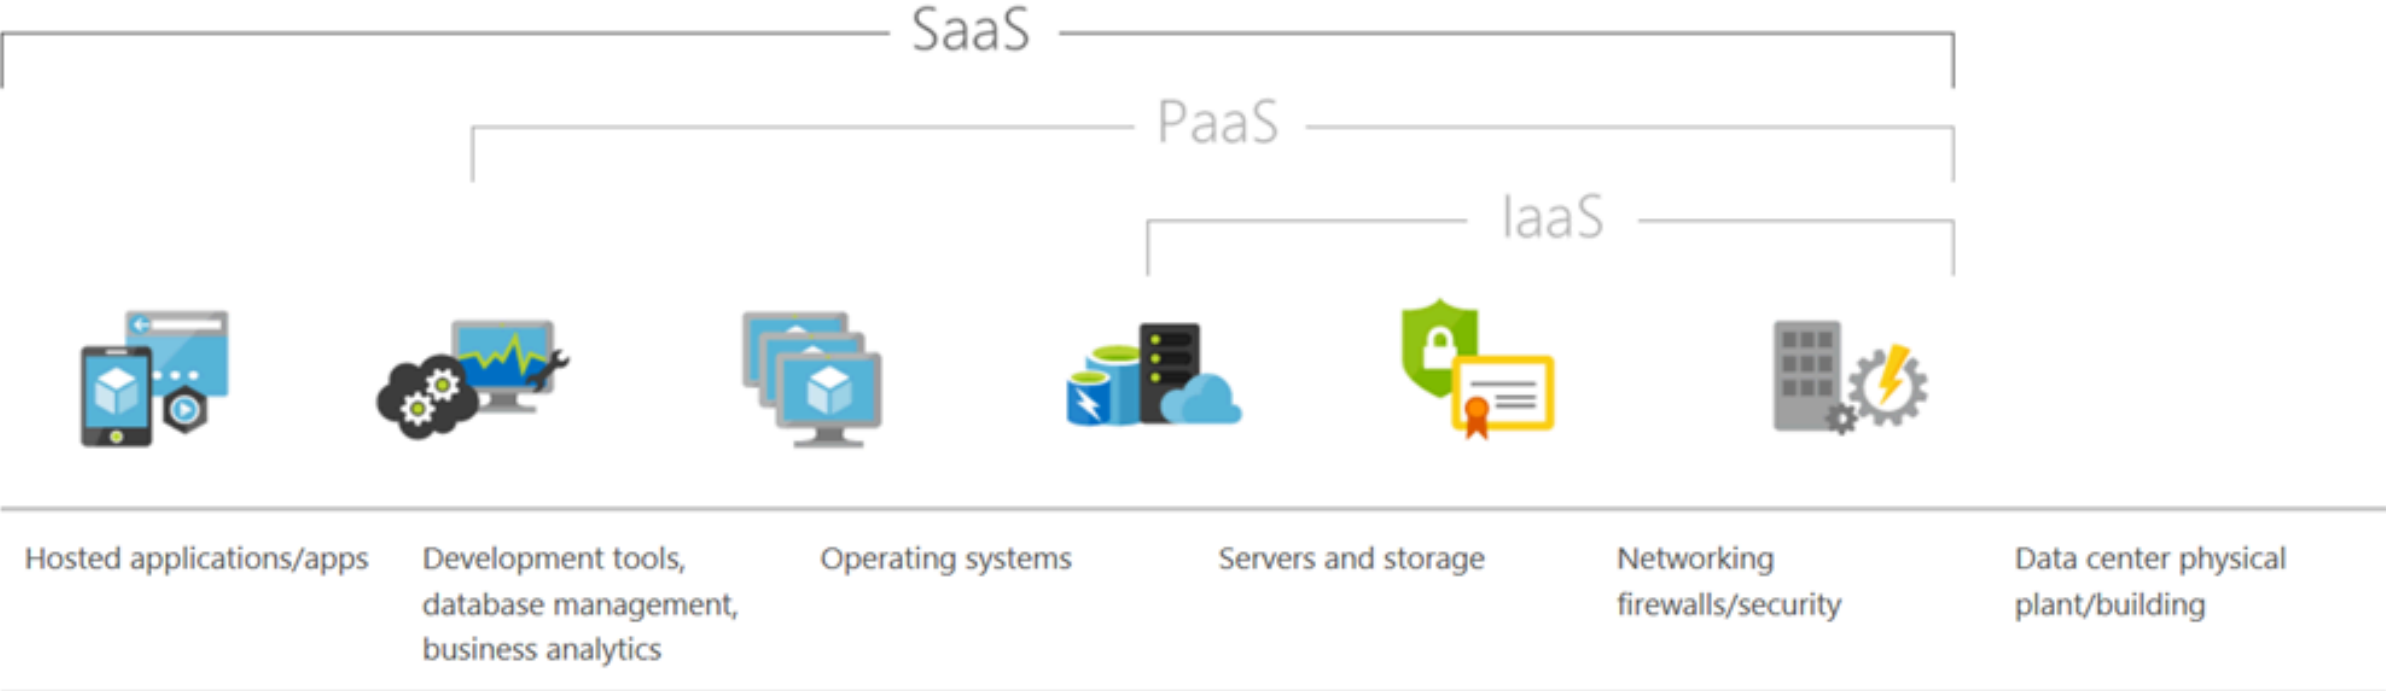 SaaS
PaaS
IaaS
Hosted applications/apps
Development tools,
database management,
business analytics
Operating systems
Servers and storage
Networking
firewalls/security
Data center physical
plant/building